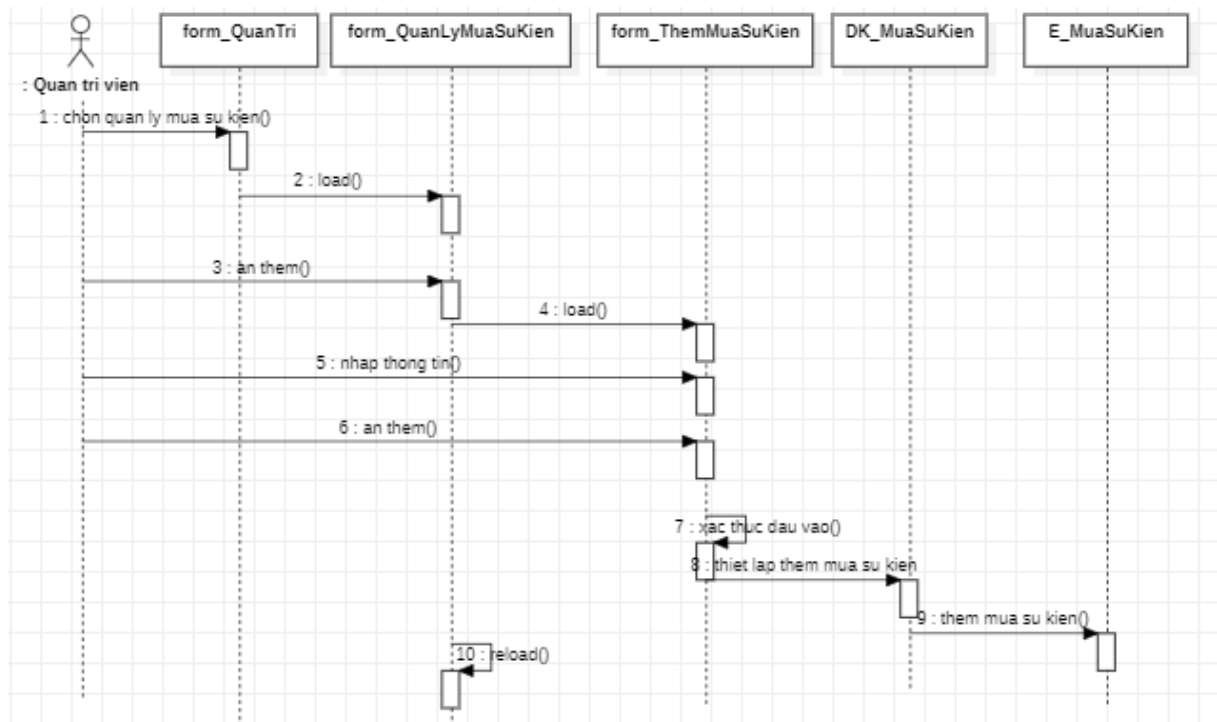 form_QuanTri
form_QuanLyMuaSuKien
form_ThemMuaSuKien
DK_MuaSuKien
E_MuaSuKien
: Quan tri vien
1 : chon quan ly mua su kien()
2 : load()
3 : an them()
4 : load()
5 : nhap thong tin()
6 : an them()
7 : xac thuc dau vao()
8 : thiet lap them mua su kien
9 : them mua su kien()
10 : reload()